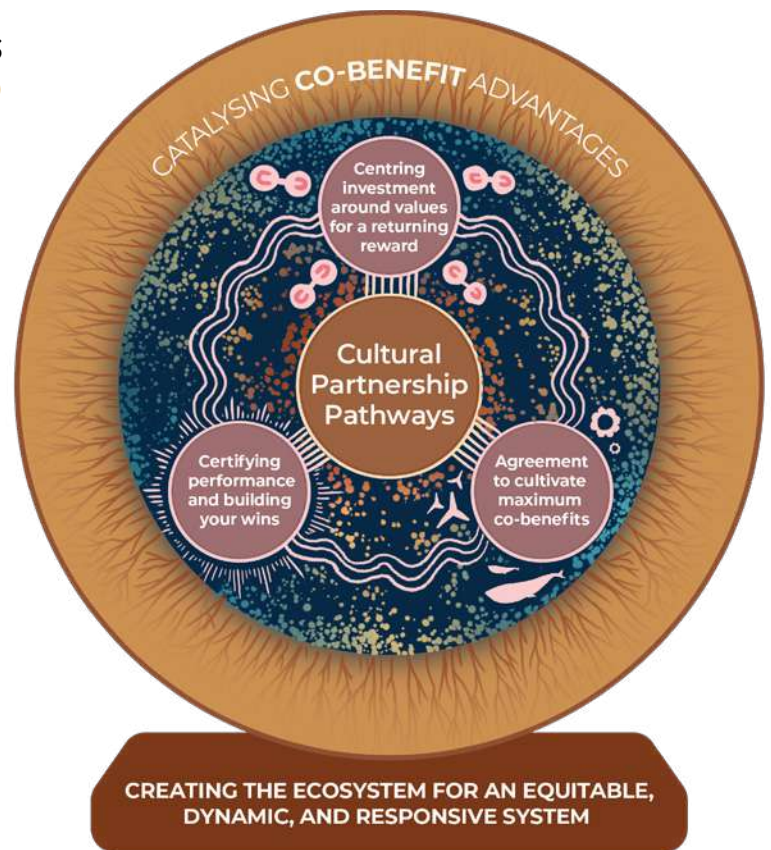 S
CATALYSING CO-BENEFIT ADVANTAGES
Centring
investment
around values
for a returning
reward
Cultural
Partnership
Pathways
Certifying
performance
and building
your wins
Agreement
to cultivate
maximum
co-benefits
CREATING THE ECOSYSTEM FOR AN EQUITABLE,
DYNAMIC, AND RESPONSIVE SYSTEM